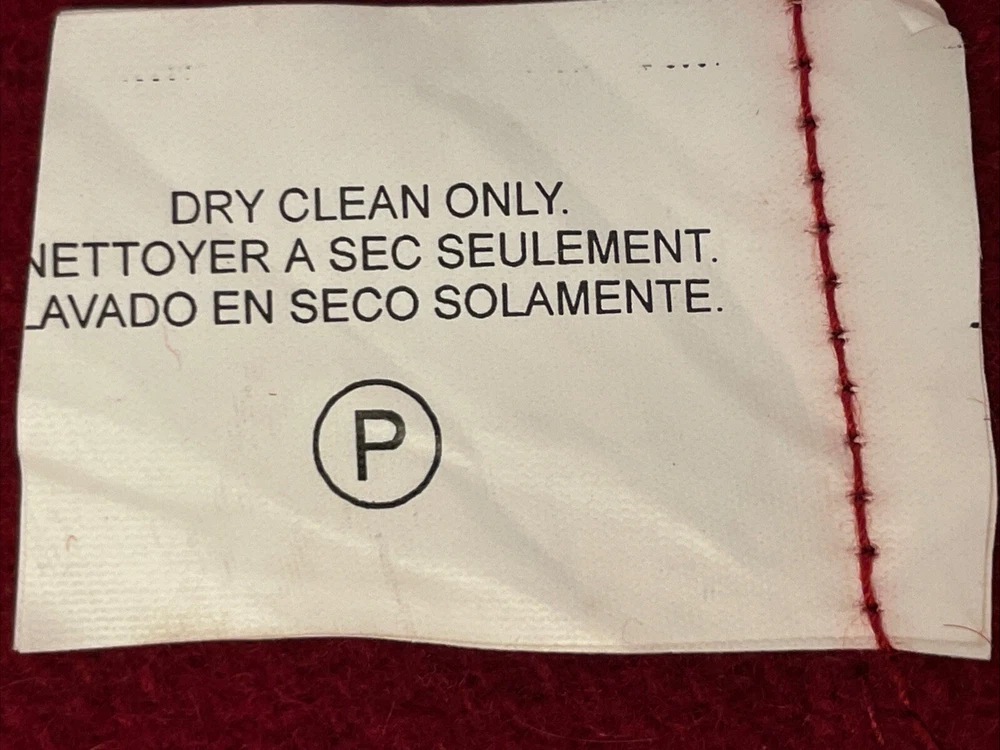 DRY CLEAN ONLY.
NETTOYER A SEC SEULEMENT.
LAVADO EN SECO SOLAMENTE.
P